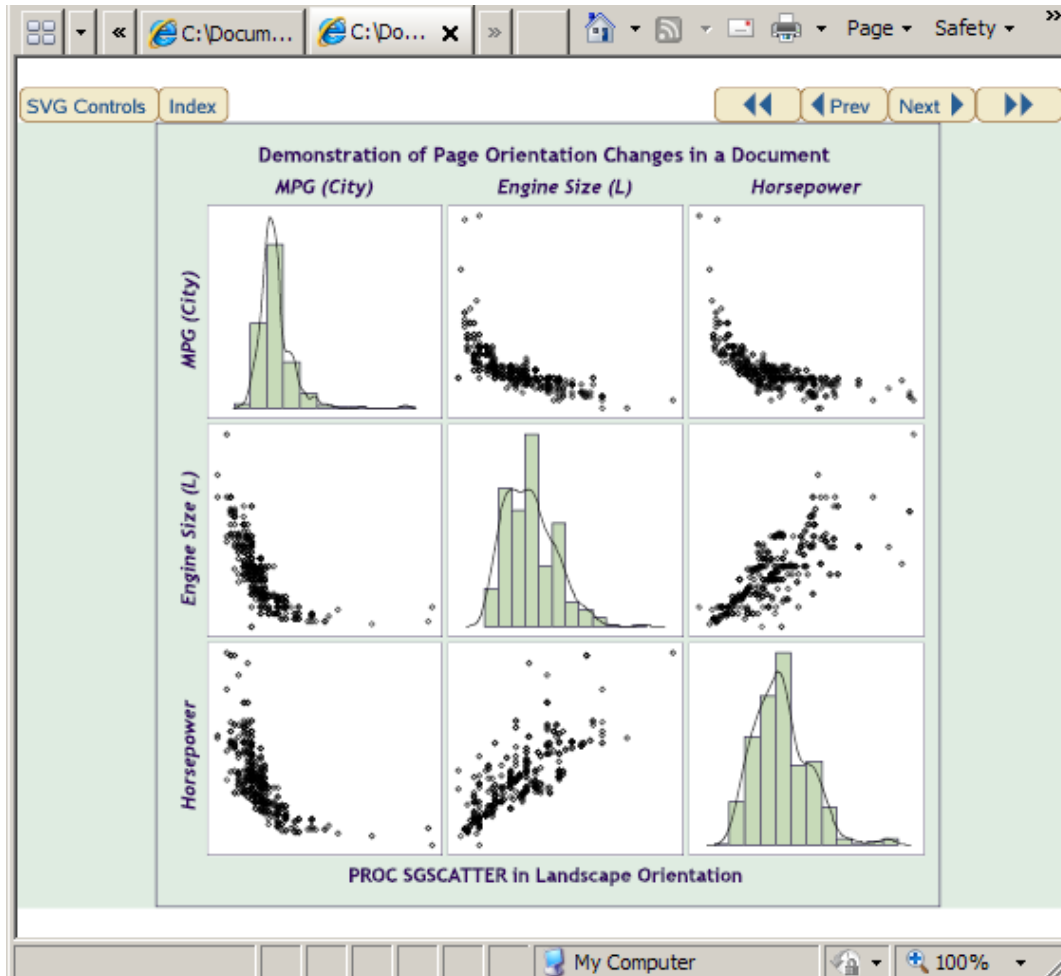 « C:\Docum... C:\Do... » Page Safety »
SVG Controls Index Prev Next
Demonstration of Page Orientation Changes in a Document
MPG (City) Engine Size (L) Horsepower
MPG (City)
Engine Size (L)
Horsepower
PROC SGSCATTER in Landscape Orientation
My Computer 100%